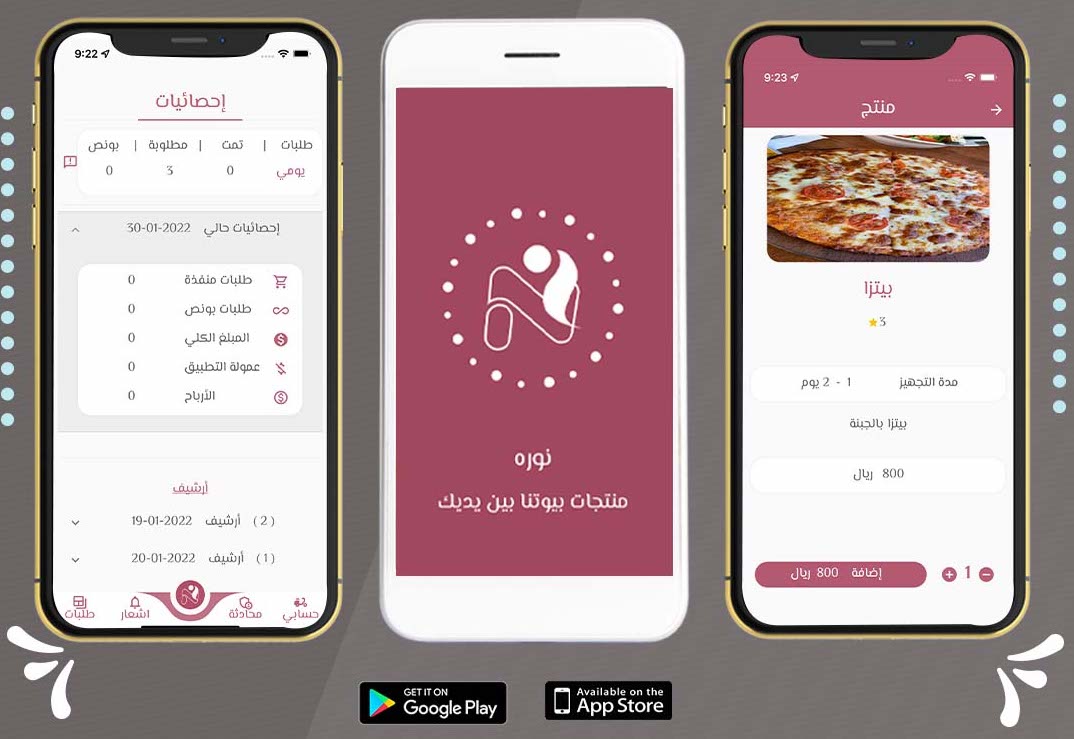 9:22
إحصائيات
طلبات | تمت | مطلوبة | بونص
يومي 0 3 0
إحصائيات حالي 30-01-2022
طلبات منفذة 0
طلبات بونص 0
المبلغ الكلي 0
عمولة التطبيق 0
الأرباح 0
أرشيف
(2) أرشيف 19-01-2022
(1) أرشيف 20-01-2022
حسابي محادثة اشعار طلبات
نوره
منتجات بيوتنا بين يديك
9:23
منتج
بيتزا
3
مدة التجهيز 1 - 2 يوم
بيتزا بالجبنة
800 ريال
إضافة 800 ريال
1
GET IT ON
Google Play
Available on the
App Store